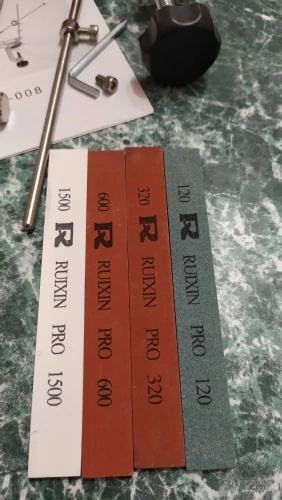 -008
1500 R RUIXIN PRO 1500
600 R RUIXIN PRO 600
320 R RUIXIN PRO 320
120 R RUIXIN PRO 120